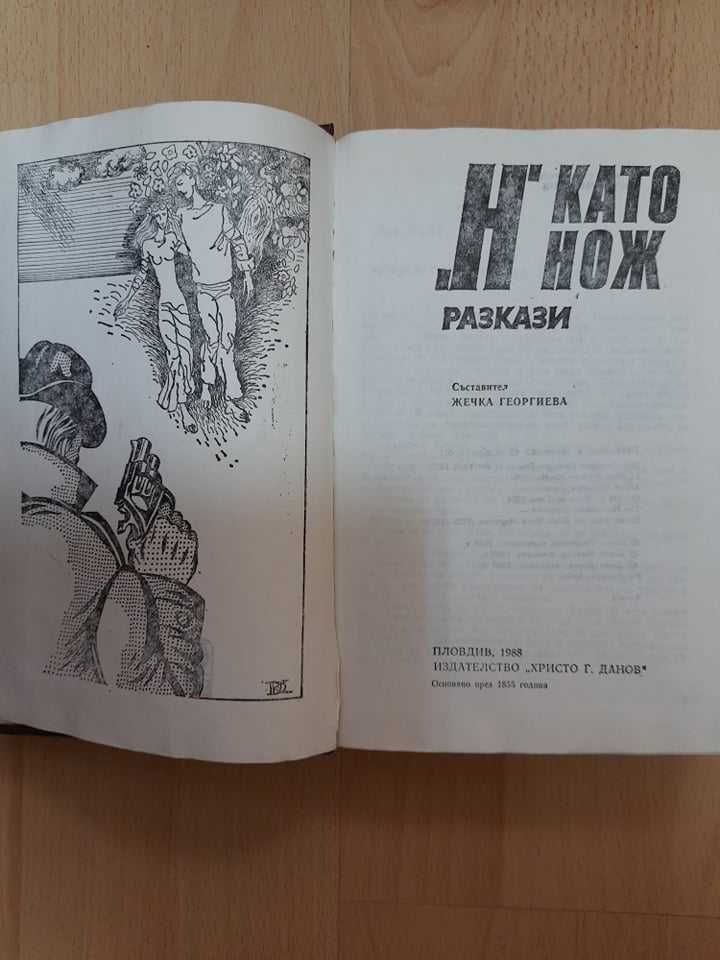 „Н“ КАТО
НОЖ
РАЗКАЗИ
Съставител
ЖЕЧКА ГЕОРГИЕВА
ПЛОВДИВ, 1988
ИЗДАТЕЛСТВО „ХРИСТО Г. ДАНОВ“
Основано през 1855 година